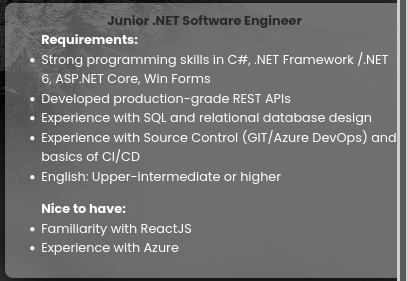 Junior .NET Software Engineer
Requirements:
• Strong programming skills in C#, .NET Framework /.NET
6, ASP.NET Core, Win Forms
• Developed production-grade REST APIs
• Experience with SQL and relational database design
• Experience with Source Control (GIT/Azure DevOps) and
basics of CI/CD
• English: Upper-intermediate or higher
Nice to have:
• Familiarity with ReactJS
• Experience with Azure